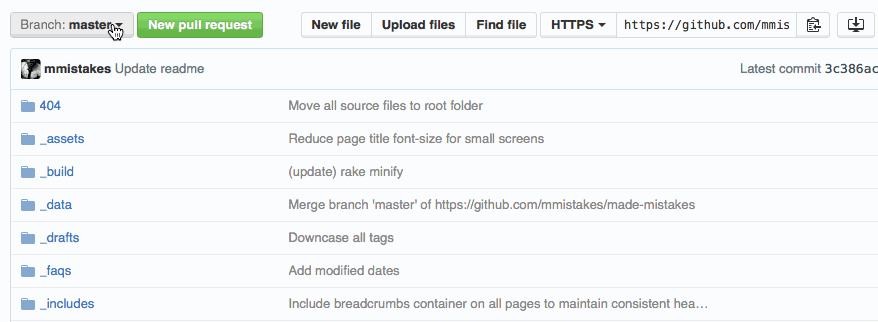 Branch: master New pull request New file Upload files Find file HTTPS https://github.com/mmis
mmistakes Update readme Latest commit 3c386ac
404 Move all source files to root folder
_assets Reduce page title font-size for small screens
_build (update) rake minify
_data Merge branch 'master' of https://github.com/mmistakes/made-mistakes
_drafts Downcase all tags
_faqs Add modified dates
_includes Include breadcrumbs container on all pages to maintain consistent hea…